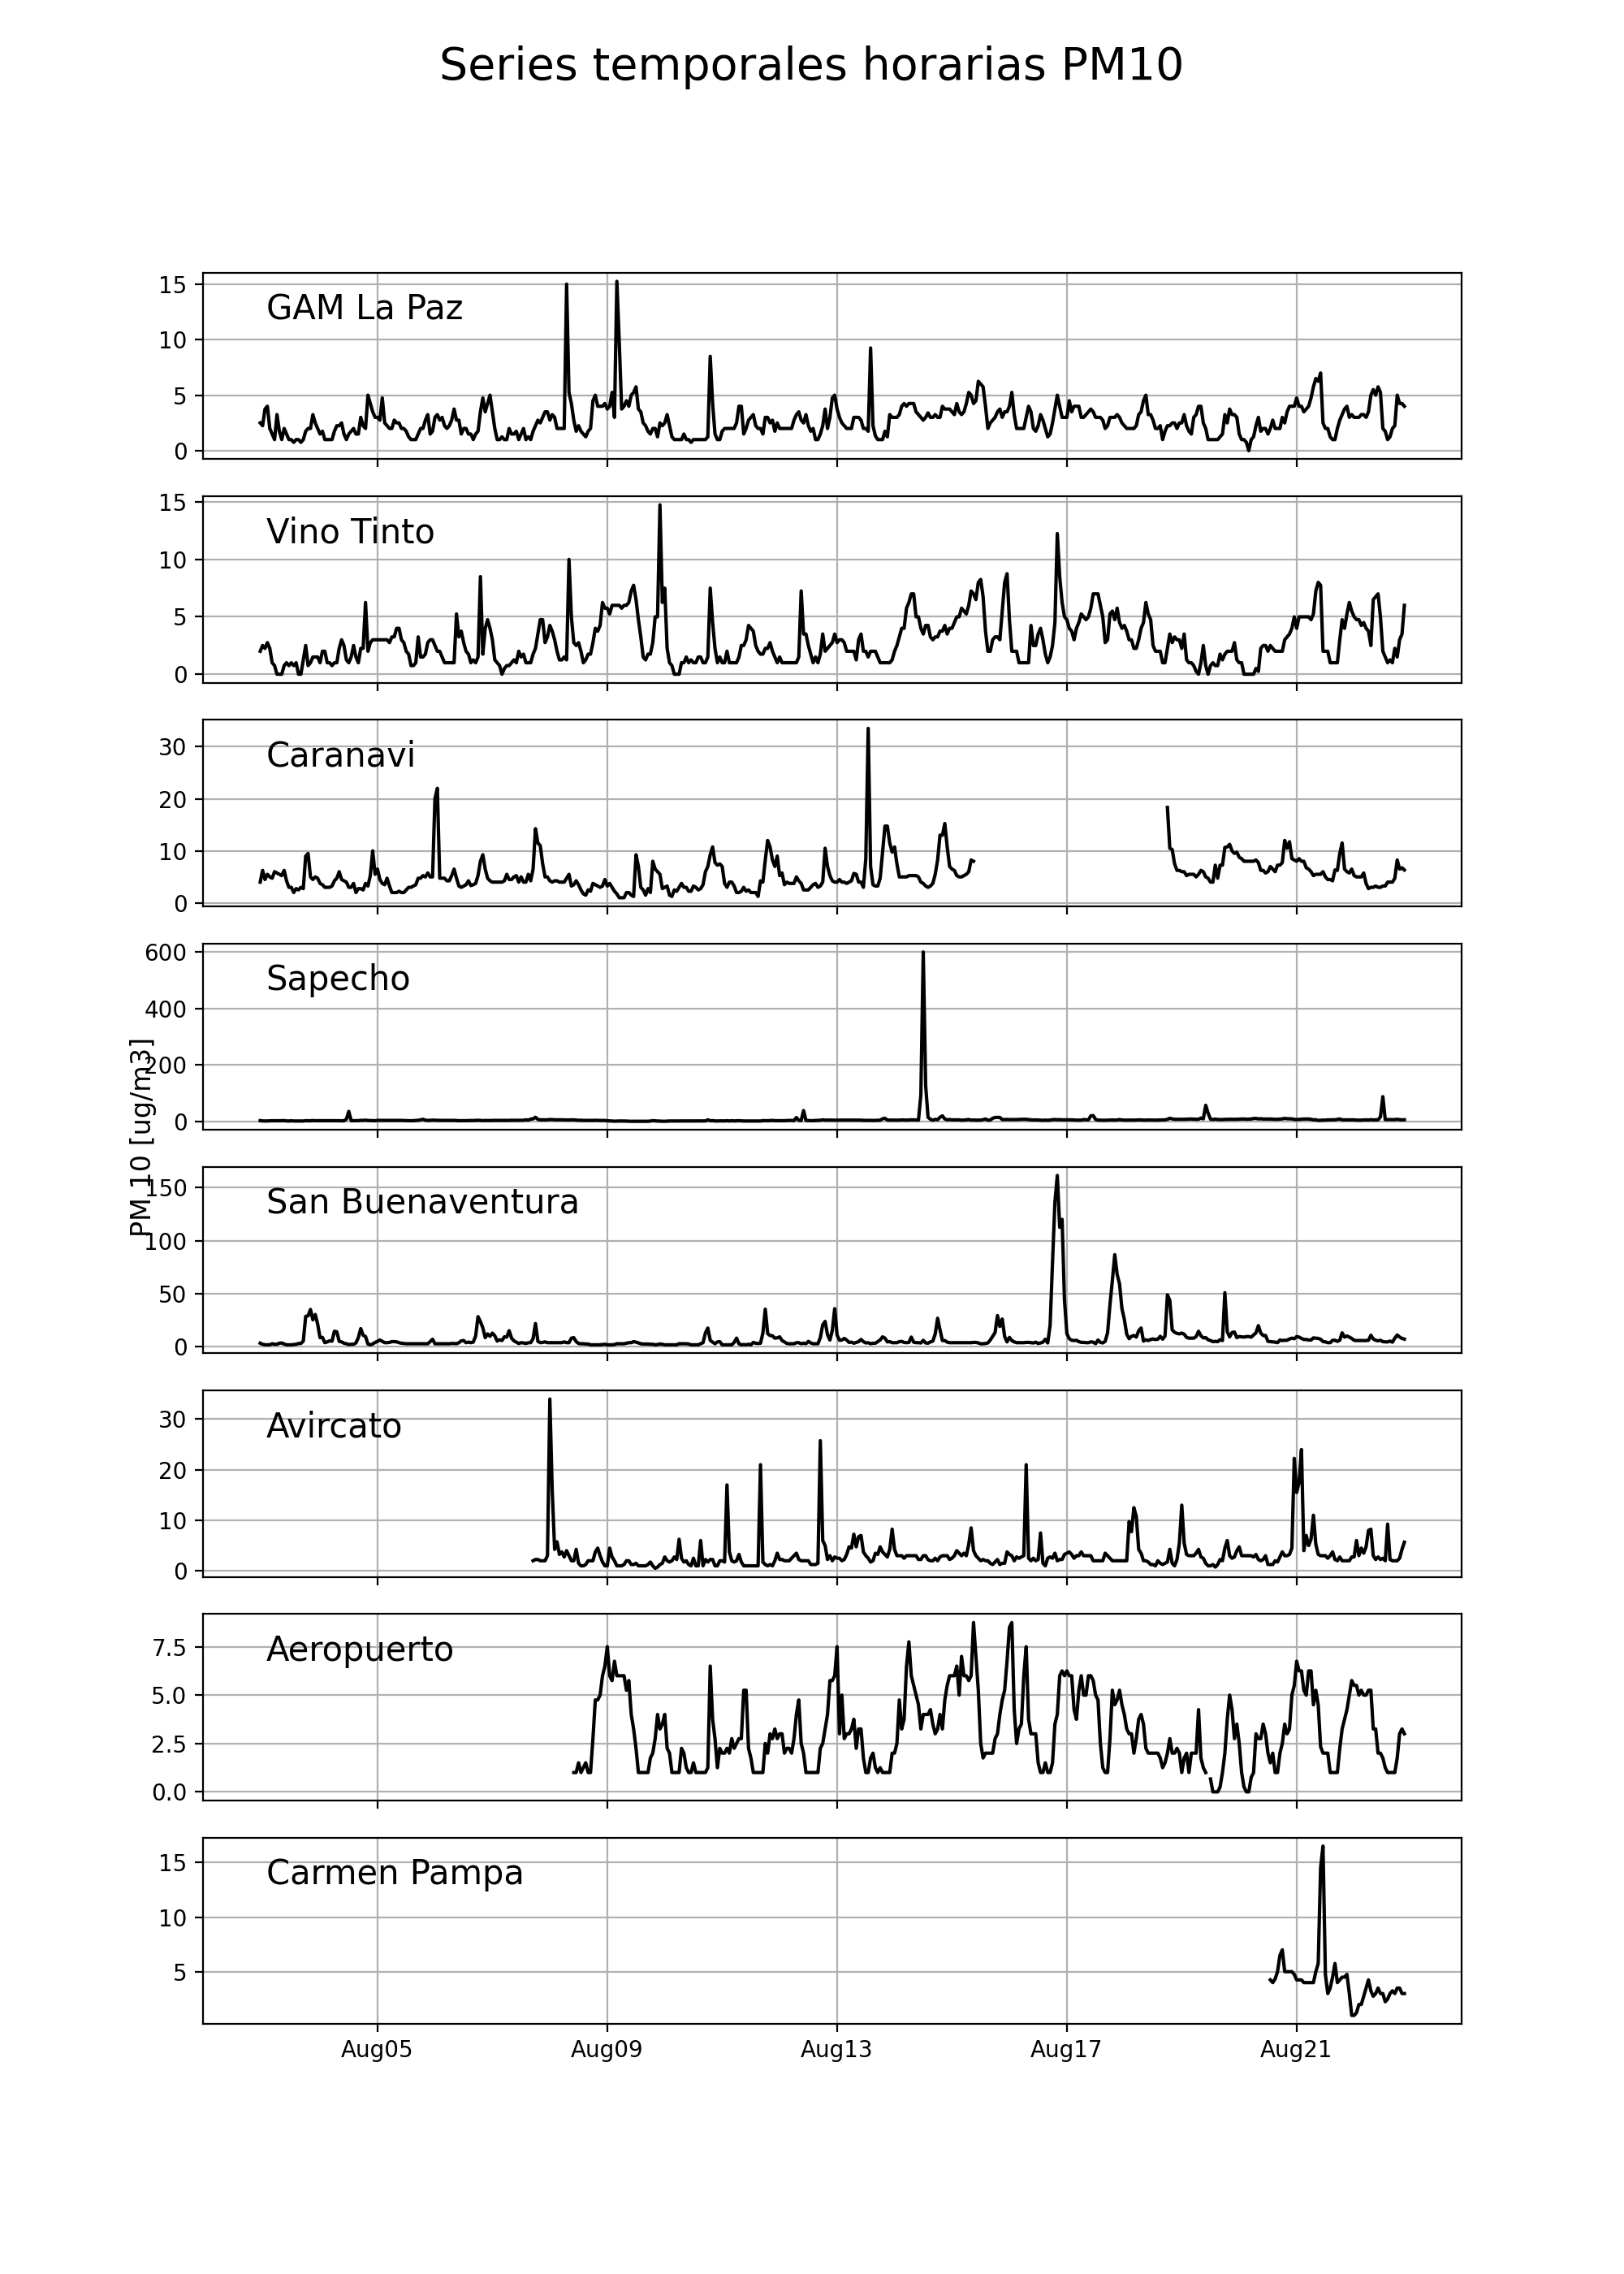 Series temporales horarias PM10
15
GAM La Paz
10
5
0
15
Vino Tinto
10
5
0
30
Caranavi
20
10
0
600
Sapecho
400
200
0
PM 10 [ug/m3]
150
San Buenaventura
100
50
0
30
Avircato
20
10
0
7.5
Aeropuerto
5.0
2.5
0.0
15
Carmen Pampa
10
5
Aug05 Aug09 Aug13 Aug17 Aug21